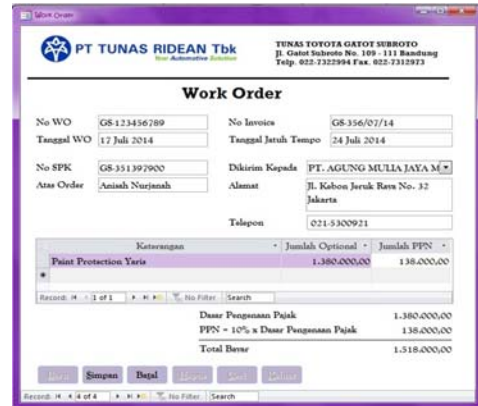 Work Order
PT TUNAS RIDEAN Tbk
Your Automotive Solution
TUNAS TOYOTA GATOT SUBROTO
Jl. Gatot Subroto No. 109 - 111 Bandung
Telp. 022-7322994 Fax. 022-7312973
Work Order
No WO GS-123456789 No Invoice GS-356/07/14
Tanggal WO 17 Juli 2014 Tanggal Jatuh Tempo 24 Juli 2014
No SPK GS-351397900 Dikirim Kepada PT. AGUNG MULIA JAYA M
Atas Order Anisah Nurjanah Alamat Jl. Kebon Jeruk Raya No. 32
Jakarta
Telepon 021-5300921
Keterangan Jumlah Optional Jumlah PPN
Paint Protection Yaris 1.380.000,00 138.000,00
Record: 1 of 1 No Filter Search
Dasar Pengenaan Pajak 1.380.000,00
PPN = 10% x Dasar Pengenaan Pajak 138.000,00
Total Bayar 1.518.000,00
Simpan Batal
Record: 4 of 4 No Filter Search